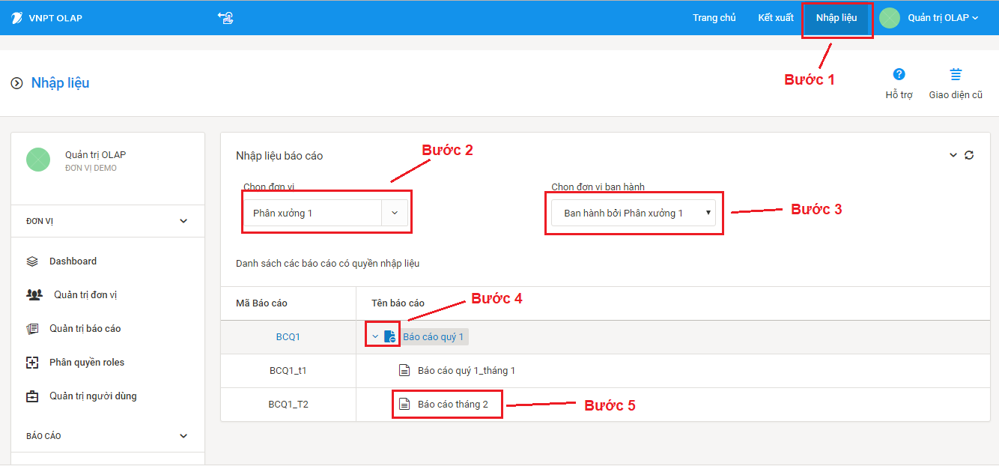 VNPT OLAP
Trang chủ
Kết xuất
Nhập liệu
Quản trị OLAP
Bước 1
Nhập liệu
Hỗ trợ
Giao diện cũ
Quản trị OLAP
ĐƠN VỊ DEMO
ĐƠN VỊ
Dashboard
Quản trị đơn vị
Quản trị báo cáo
Phân quyền roles
Quản trị người dùng
BÁO CÁO
Nhập liệu báo cáo
Bước 2
Chọn đơn vị
Phân xưởng 1
Chọn đơn vị ban hành
Ban hành bởi Phân xưởng 1
Bước 3
Danh sách các báo cáo có quyền nhập liệu
Mã Báo cáo
Tên báo cáo
Bước 4
BCQ1
Báo cáo quý 1
BCQ1_t1
Báo cáo quý 1_tháng 1
BCQ1_T2
Báo cáo tháng 2
Bước 5